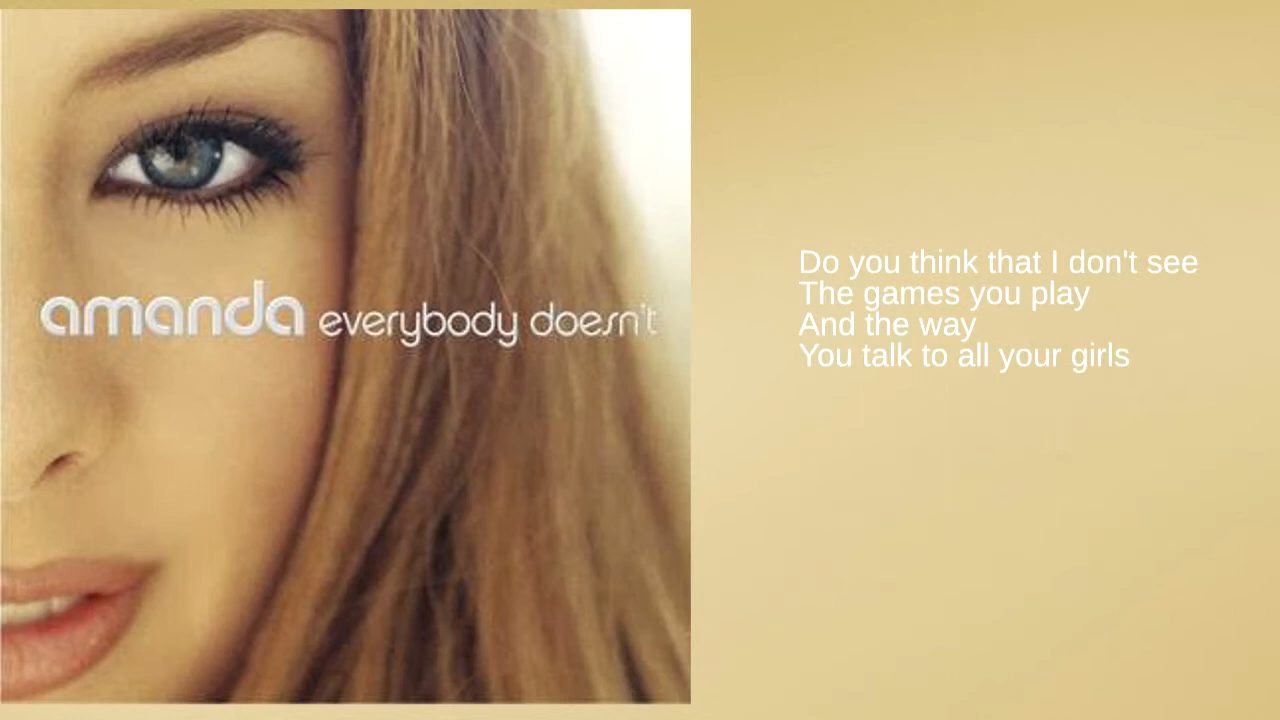 amanda everybody doesn't
Do you think that I don't see
The games you play
And the way
You talk to all your girls